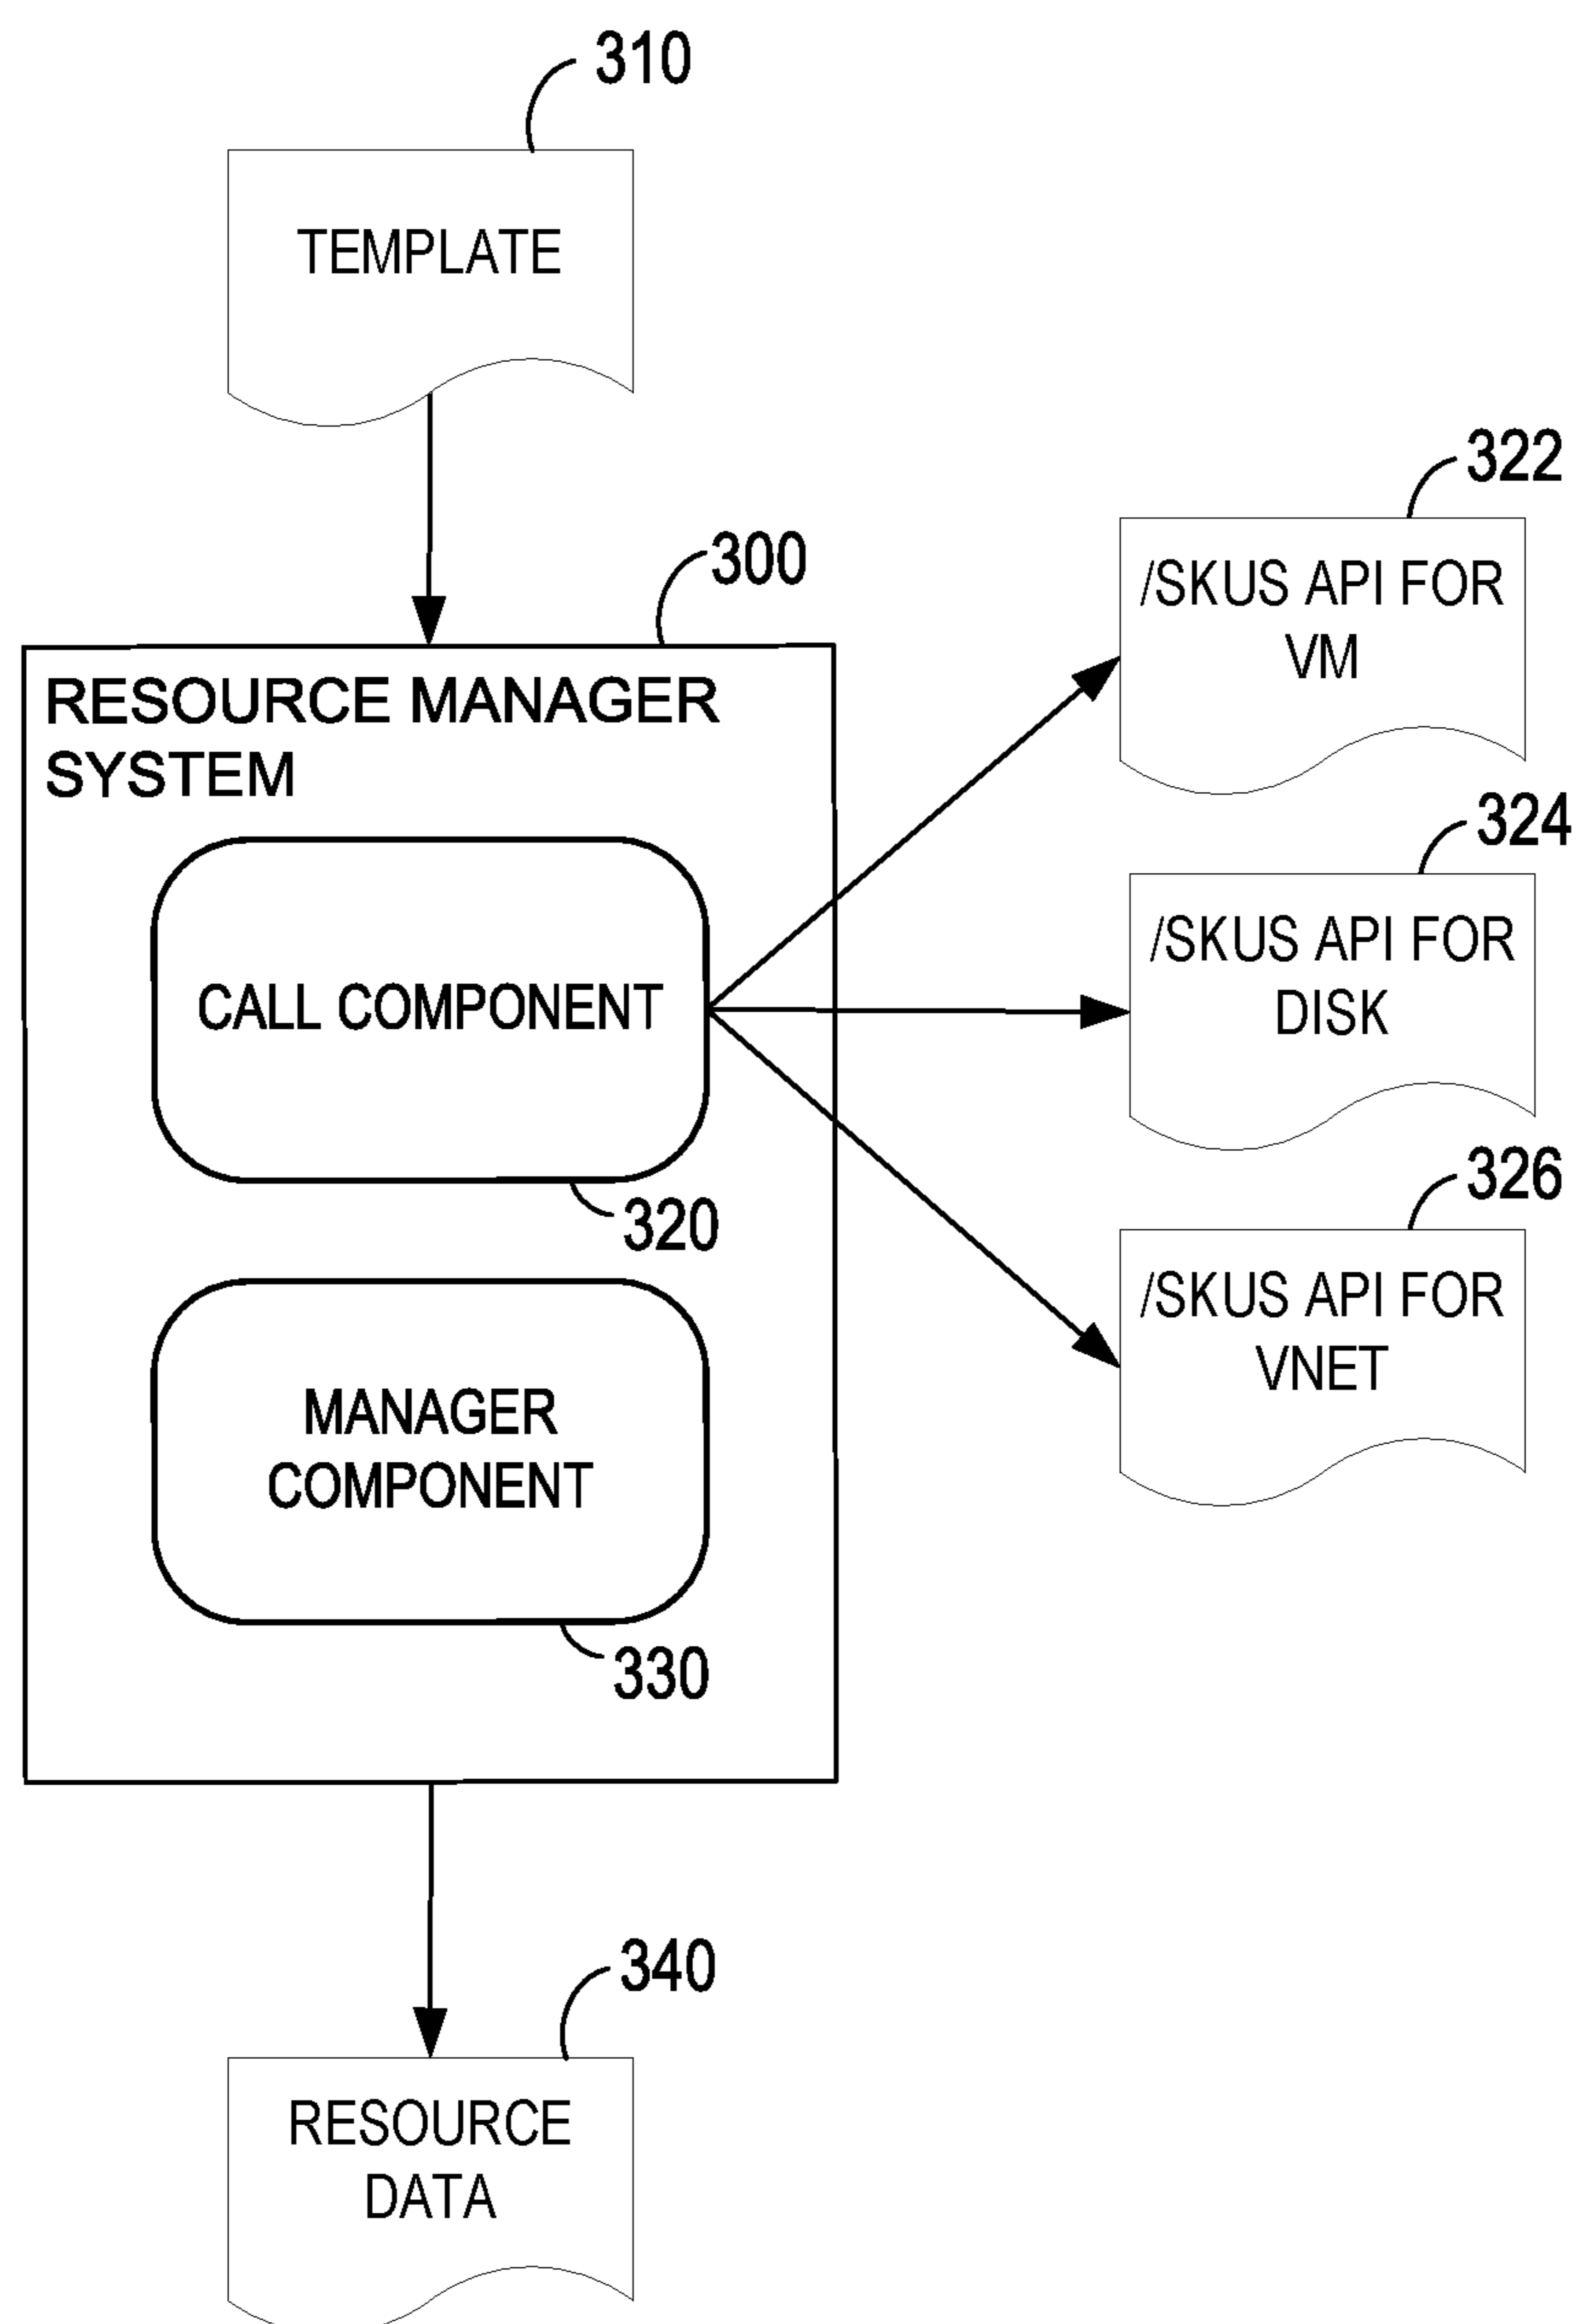 310
TEMPLATE
300
RESOURCE MANAGER
SYSTEM
CALL COMPONENT
320
MANAGER
COMPONENT
330
322
/SKUS API FOR
VM
324
/SKUS API FOR
DISK
326
/SKUS API FOR
VNET
340
RESOURCE
DATA